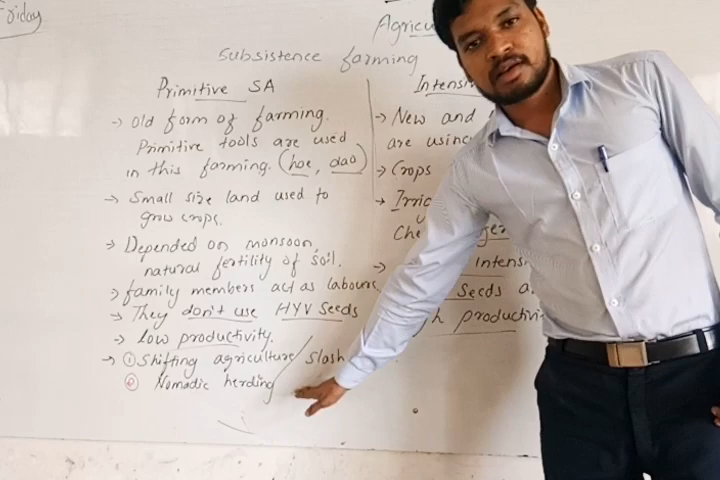 Friday
Agricu
Subsistence farming
Primitive SA
→ Old form of farming.
Primitive tools are used
in this farming. (hoe, dao)
→ Small size land used to
grow crops.
→ Depended on monsoon,
natural fertility of soil.
→ family members act as labours
→ They don't use HYV Seeds
→ low productivity.
→ ① Shifting agriculture / Slash
② Nomadic herding
Intensi
→ New and
are using
→ Crops
→ Irrig
Che
→ Intensi
Seeds a
h productivi